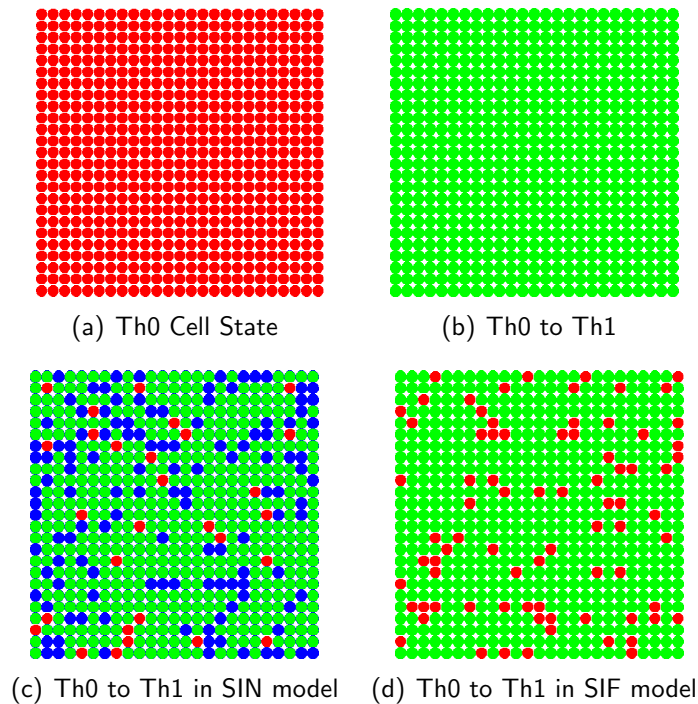 (a) Th0 Cell State
(b) Th0 to Th1
(c) Th0 to Th1 in SIN model
(d) Th0 to Th1 in SIF model